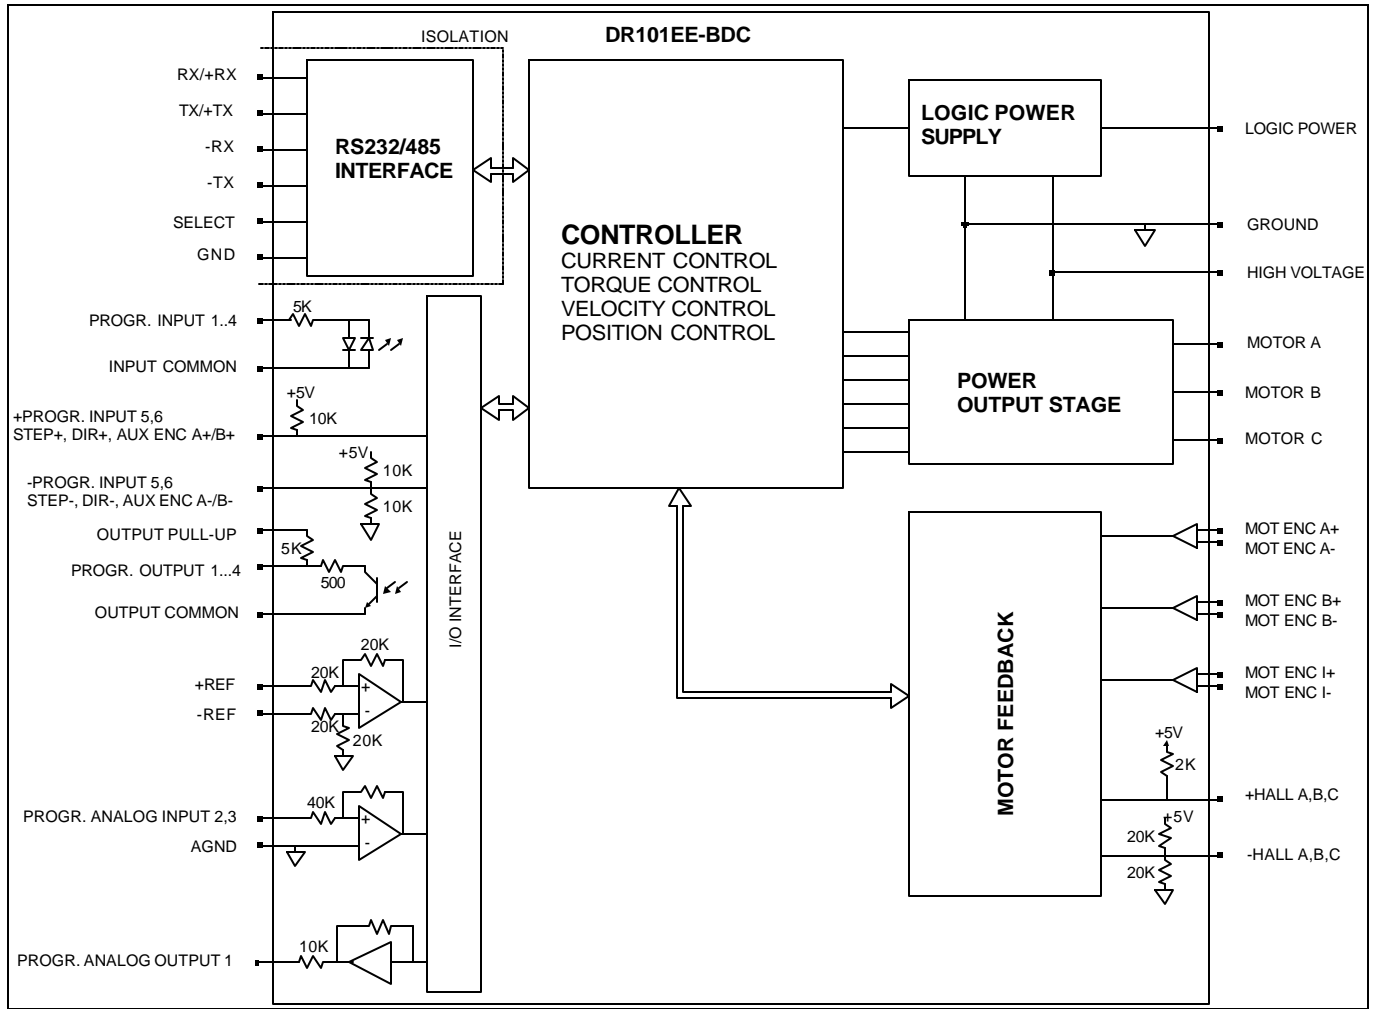 DR101EE-BDC
ISOLATION
RX/+RX
TX/+TX
-RX
-TX
SELECT
GND
RS232/485
INTERFACE
PROGR. INPUT 1..4
5K
INPUT COMMON
+5V
10K
+PROGR. INPUT 5,6
STEP+, DIR+, AUX ENC A+/B+
+5V
10K
-PROGR. INPUT 5,6
STEP-, DIR-, AUX ENC A-/B-
10K
OUTPUT PULL-UP
5K
PROGR. OUTPUT 1...4
500
OUTPUT COMMON
20K
+REF
20K
+
-REF
-
20K
20K
PROGR. ANALOG INPUT 2,3
40K
+
AGND
-
PROGR. ANALOG OUTPUT 1
10K
I/O INTERFACE
CONTROLLER
CURRENT CONTROL
TORQUE CONTROL
VELOCITY CONTROL
POSITION CONTROL
LOGIC POWER
SUPPLY
LOGIC POWER
GROUND
HIGH VOLTAGE
POWER
OUTPUT STAGE
MOTOR A
MOTOR B
MOTOR C
MOTOR FEEDBACK
MOT ENC A+
MOT ENC A-
MOT ENC B+
MOT ENC B-
MOT ENC I+
MOT ENC I-
+5V
2K
+HALL A,B,C
+5V
20K
-HALL A,B,C
20K